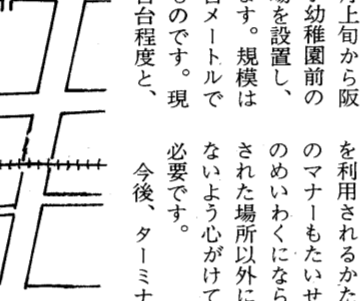 月上旬から阪
幼稚園前の
場を設置し、
ます。規模は
メートルで
ものです。現
台程度と、
を利用されるかた
のマナーもたいせ
のめいわくになら
された場所以外に
ないよう心がけて
必要です。
今後、ターミナ